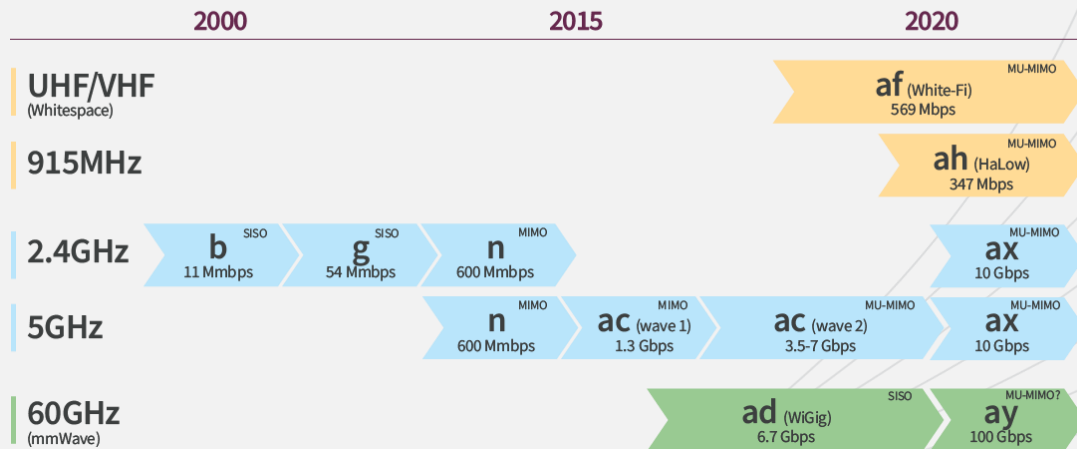 2000 2015 2020
UHF/VHF
(Whitespace)
MU-MIMO
af (White-Fi)
569 Mbps
915MHz
MU-MIMO
ah (HaLow)
347 Mbps
2.4GHz
SISO
b
11 Mmbps
SISO
g
54 Mmbps
MIMO
n
600 Mmbps
MU-MIMO
ax
10 Gbps
5GHz
MIMO
n
600 Mmbps
MIMO
ac (wave 1)
1.3 Gbps
MU-MIMO
ac (wave 2)
3.5-7 Gbps
MU-MIMO
ax
10 Gbps
60GHz
(mmWave)
SISO
ad (WiGig)
6.7 Gbps
MU-MIMO?
ay
100 Gbps